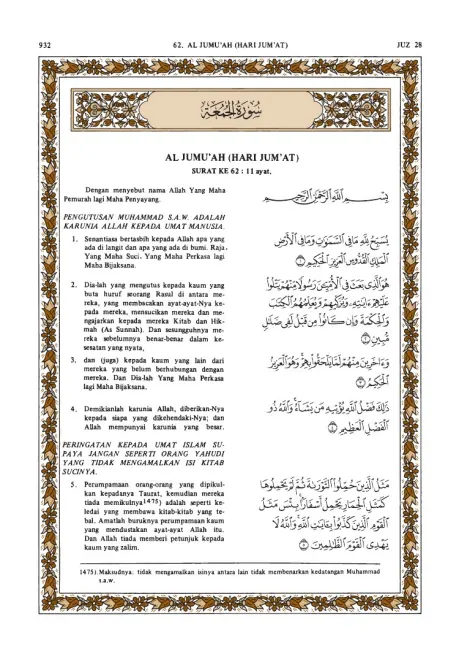 932
62. AL JUMU'AH (HARI JUM'AT)
JUZ 28
سُورَةُ الجُمُعَةِ
AL JUMU'AH (HARI JUM'AT)
SURAT KE 62 : 11 ayat.
Dengan menyebut nama Allah Yang Maha
Pemurah lagi Maha Penyayang.
بِسْمِ اللَّهِ الرَّحْمَٰنِ الرَّحِيمِ
PENGUTUSAN MUHAMMAD S.A.W. ADALAH
KARUNIA ALLAH KEPADA UMAT MANUSIA.
1. Senantiasa bertasbih kepada Allah apa yang
ada di langit dan apa yang ada di bumi. Raja,
Yang Maha Suci, Yang Maha Perkasa lagi
Maha Bijaksana.
يُسَبِّحُ لِلَّهِ مَا فِي السَّمَٰوَٰتِ وَمَا فِي الْأَرْضِ
الْمَلِكِ الْقُدُّوسِ الْعَزِيزِ الْحَكِيمِ ١
2. Dia-lah yang mengutus kepada kaum yang
buta huruf seorang Rasul di antara me-
reka, yang membacakan ayat-ayat-Nya ke-
pada mereka, mensucikan mereka dan me-
ngajarkan kepada mereka Kitab dan Hik-
mah (As Sunnah). Dan sesungguhnya me-
reka sebelumnya benar-benar dalam ke-
sesatan yang nyata,
هُوَ الَّذِي بَعَثَ فِي الْأُمِّيِّينَ رَسُولًا مِنْهُمْ يَتْلُوا
عَلَيْهِمْ ءَايَٰتِهِ وَيُزَكِّيهِمْ وَيُعَلِّمُهُمُ الْكِتَٰبَ
وَالْحِكْمَةَ وَإِن كَانُوا مِن قَبْلُ لَفِي ضَلَٰلٍ
مُّبِينٍ ٢
3. dan (juga) kepada kaum yang lain dari
mereka yang belum berhubungan dengan
mereka. Dan Dia-lah Yang Maha Perkasa
lagi Maha Bijaksana.
وَءَاخَرِينَ مِنْهُمْ لَمَّا يَلْحَقُوا بِهِمْ وَهُوَ الْعَزِيزُ
الْحَكِيمُ ٣
4. Demikianlah karunia Allah, diberikan-Nya
kepada siapa yang dikehendaki-Nya; dan
Allah mempunyai karunia yang besar.
ذَٰلِكَ فَضْلُ اللَّهِ يُؤْتِيهِ مَن يَشَاءُ وَاللَّهُ ذُو
الْفَضْلِ الْعَظِيمِ ٤
PERINGATAN KEPADA UMAT ISLAM SU-
PAYA JANGAN SEPERTI ORANG YAHUDI
YANG TIDAK MENGAMALKAN ISI KITAB
SUCINYA.
5. Perumpamaan orang-orang yang dipikul-
kan kepadanya Taurat, kemudian mereka
tiada memikulnya1475) adalah seperti ke-
ledai yang membawa kitab-kitab yang te-
bal. Amatlah buruknya perumpamaan kaum
yang mendustakan ayat-ayat Allah itu.
Dan Allah tiada memberi petunjuk kepada
kaum yang zalim.
مَثَلُ الَّذِينَ حُمِّلُوا التَّوْرَىٰةَ ثُمَّ لَمْ يَحْمِلُوهَا
كَمَثَلِ الْحِمَارِ يَحْمِلُ أَسْفَارًا بِئْسَ مَثَلُ
الْقَوْمِ الَّذِينَ كَذَّبُوا بِـَٔايَٰتِ اللَّهِ وَاللَّهُ لَا
يَهْدِي الْقَوْمَ الظَّٰلِمِينَ ٥
1475). Maksudnya: tidak mengamalkan isinya antara lain tidak membenarkan kedatangan Muhammad
s.a.w.